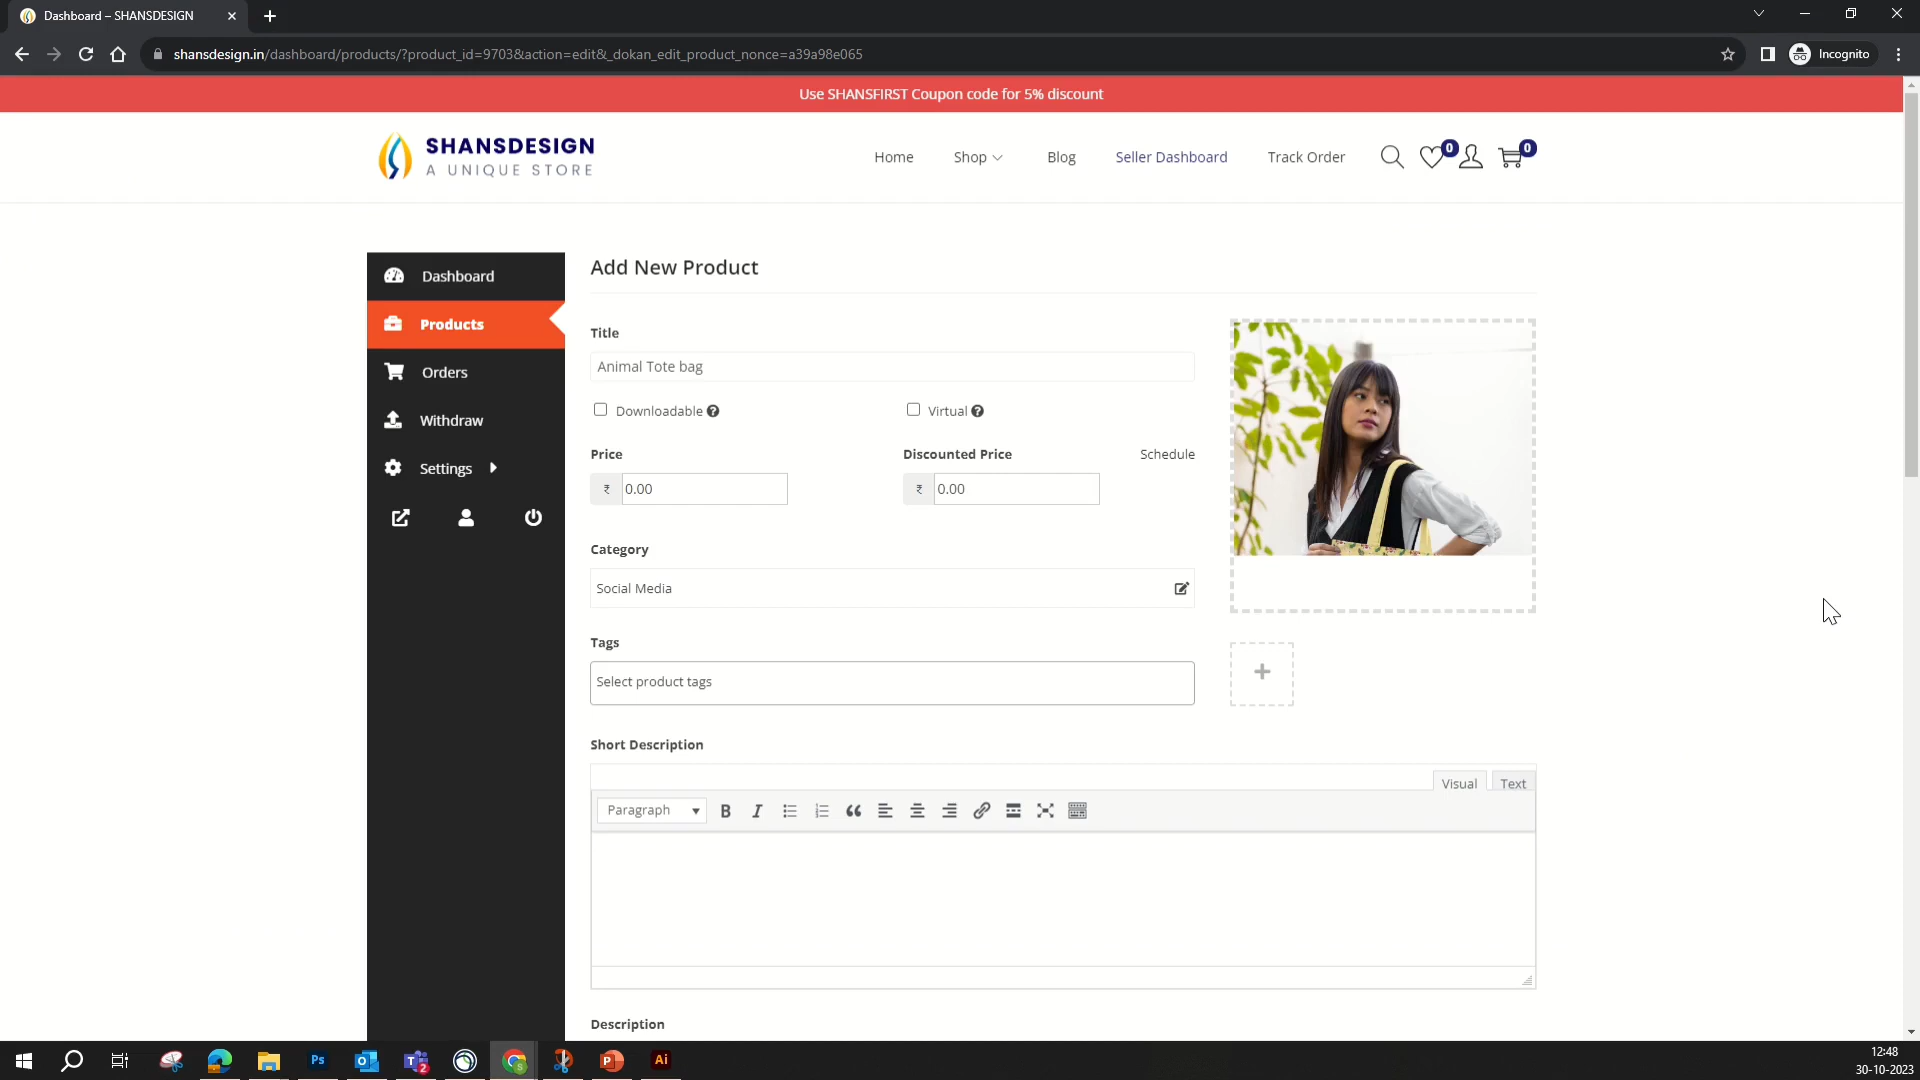 Dashboard – SHANSDESIGN
shansdesign.in/dashboard/products/?product_id=9703&action=edit&_dokan_edit_product_nonce=a39a98e065
Incognito
Use SHANSFIRST Coupon code for 5% discount
SHANSDESIGN
A UNIQUE STORE
Home
Shop
Blog
Seller Dashboard
Track Order
0
0
Dashboard
Products
Orders
Withdraw
Settings
Add New Product
Title
Animal Tote bag
Downloadable
Virtual
Price
Discounted Price
Schedule
₹ 0.00
₹ 0.00
Category
Social Media
Tags
Select product tags
Short Description
Visual
Text
Paragraph
Description
Ps
T
2
S
P
Ai
12:48
30-10-2023